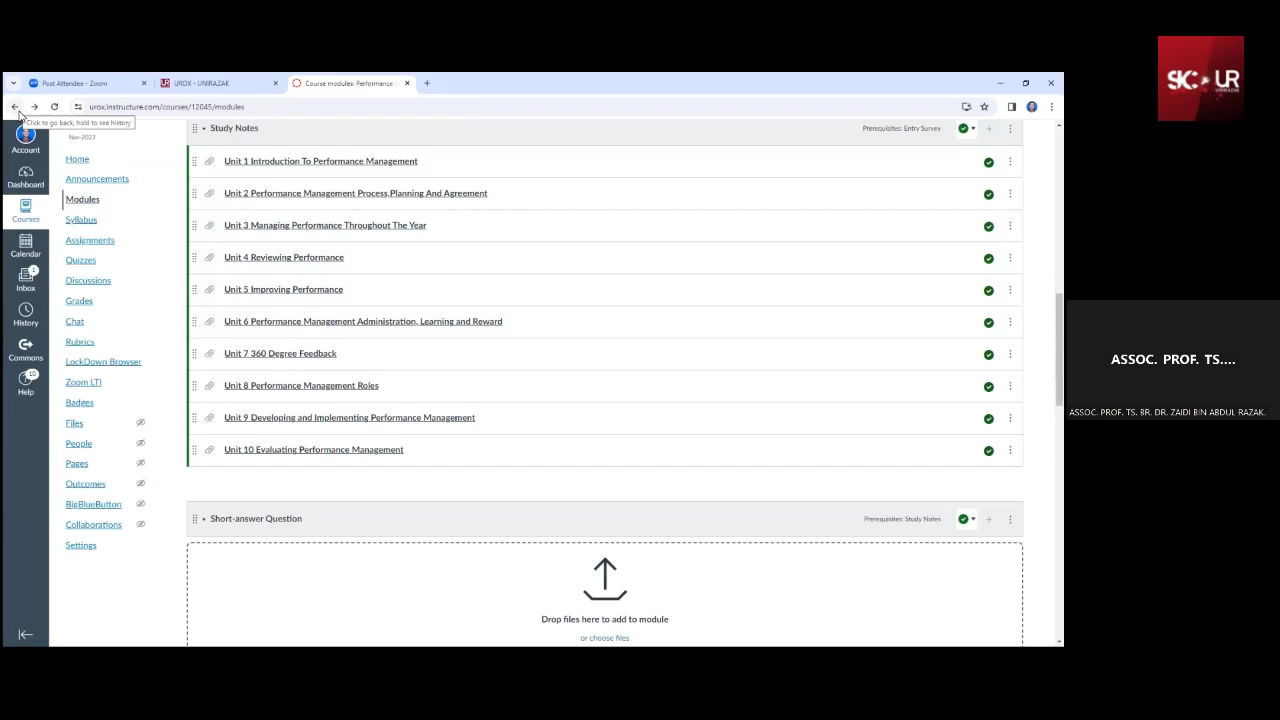 SKOUR
UNIRAZAK
Post Attendee - Zoom
UROX - UNIRAZAK
Course modules: Performance
urox.instructure.com/courses/12045/modules
Click to go back, hold to see history
Account
Dashboard
Courses
Calendar
1
Inbox
History
Commons
10
Help
Nov-2023
Home
Announcements
Modules
Syllabus
Assignments
Quizzes
Discussions
Grades
Chat
Rubrics
LockDown Browser
Zoom LTI
Badges
Files
People
Pages
Outcomes
BigBlueButton
Collaborations
Settings
Study Notes
Prerequisites: Entry Survey
Unit 1 Introduction To Performance Management
Unit 2 Performance Management Process,Planning And Agreement
Unit 3 Managing Performance Throughout The Year
Unit 4 Reviewing Performance
Unit 5 Improving Performance
Unit 6 Performance Management Administration, Learning and Reward
Unit 7 360 Degree Feedback
Unit 8 Performance Management Roles
Unit 9 Developing and Implementing Performance Management
Unit 10 Evaluating Performance Management
Short-answer Question
Prerequisites: Study Notes
Drop files here to add to module
or choose files
ASSOC. PROF. TS....
ASSOC. PROF. TS. BR. DR. ZAIDI BIN ABDUL RAZAK.